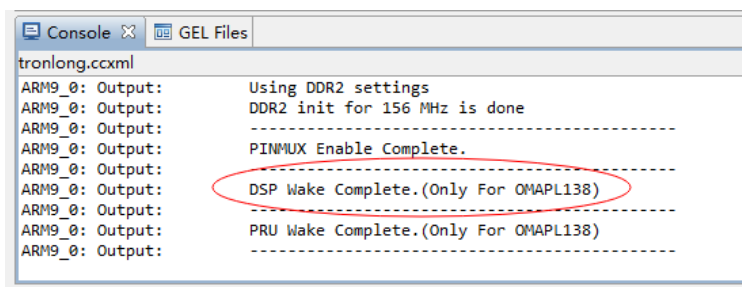 Console GEL Files
tronlong.ccxml
ARM9_0: Output: Using DDR2 settings
ARM9_0: Output: DDR2 init for 156 MHz is done
ARM9_0: Output: ---------------------------------------------
ARM9_0: Output: PINMUX Enable Complete.
ARM9_0: Output: ---------------------------------------------
ARM9_0: Output: DSP Wake Complete.(Only For OMAPL138)
ARM9_0: Output: ---------------------------------------------
ARM9_0: Output: PRU Wake Complete.(Only For OMAPL138)
ARM9_0: Output: ---------------------------------------------